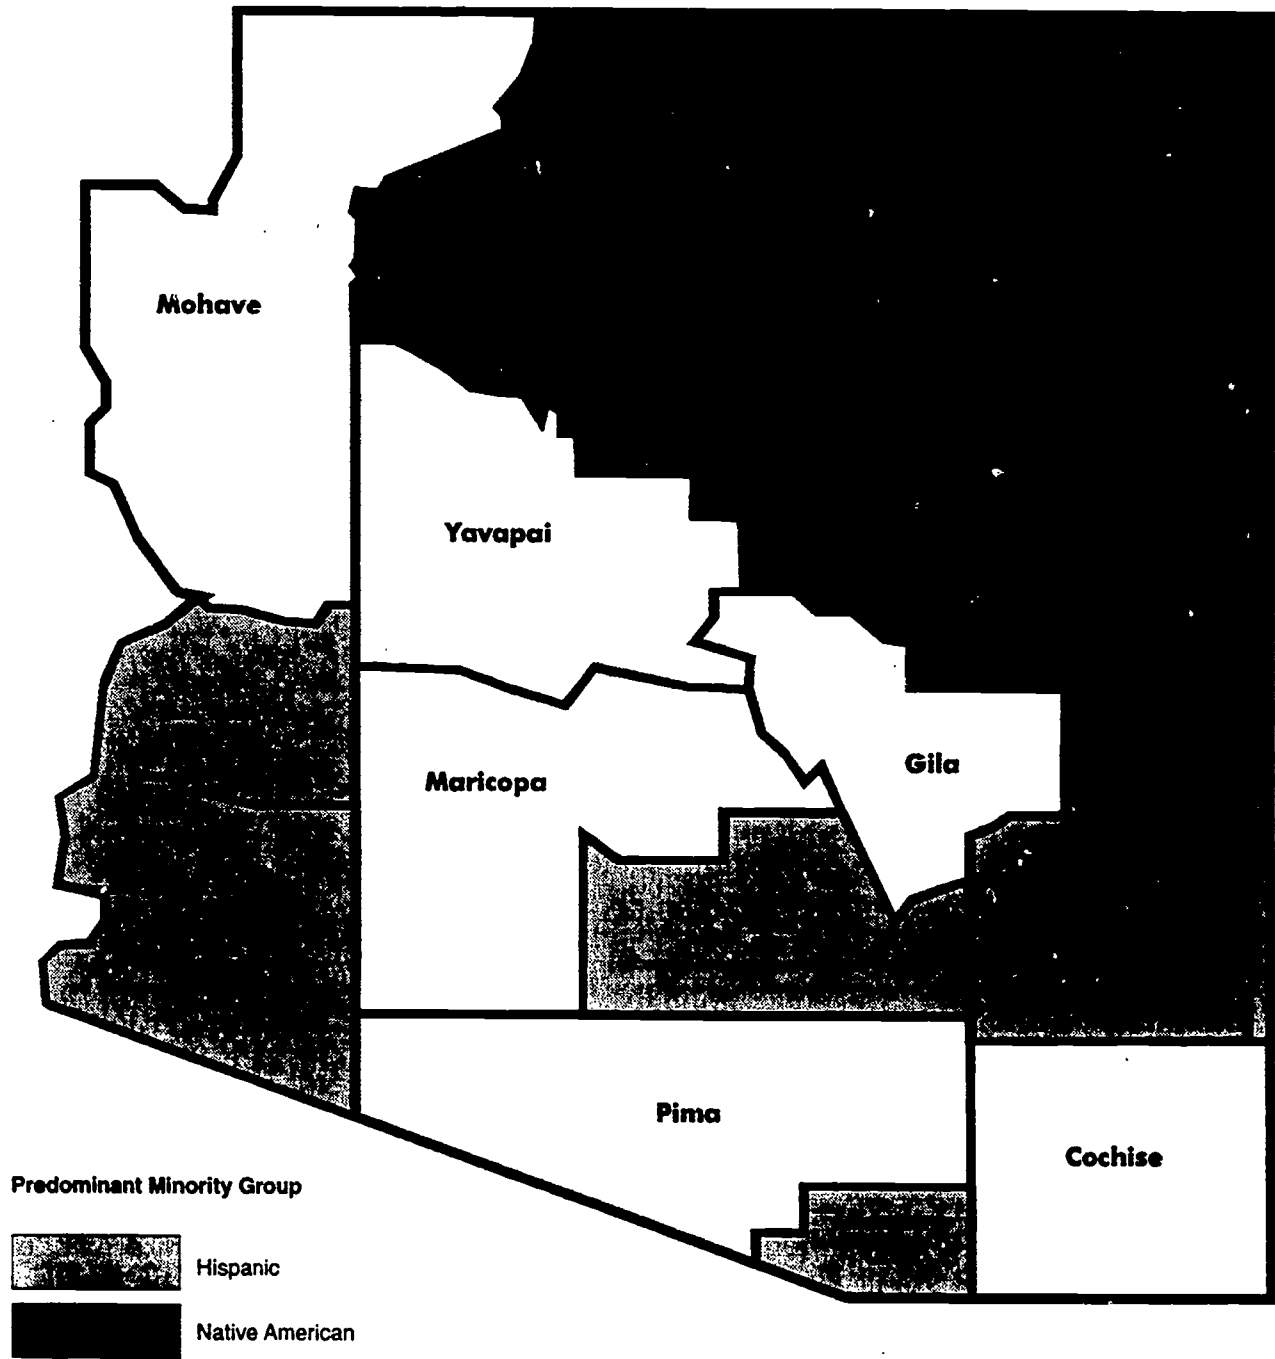 Mohave
Yavapai
Gila
Maricopa
Pima
Cochise
Predominant Minority Group
Hispanic
Native American